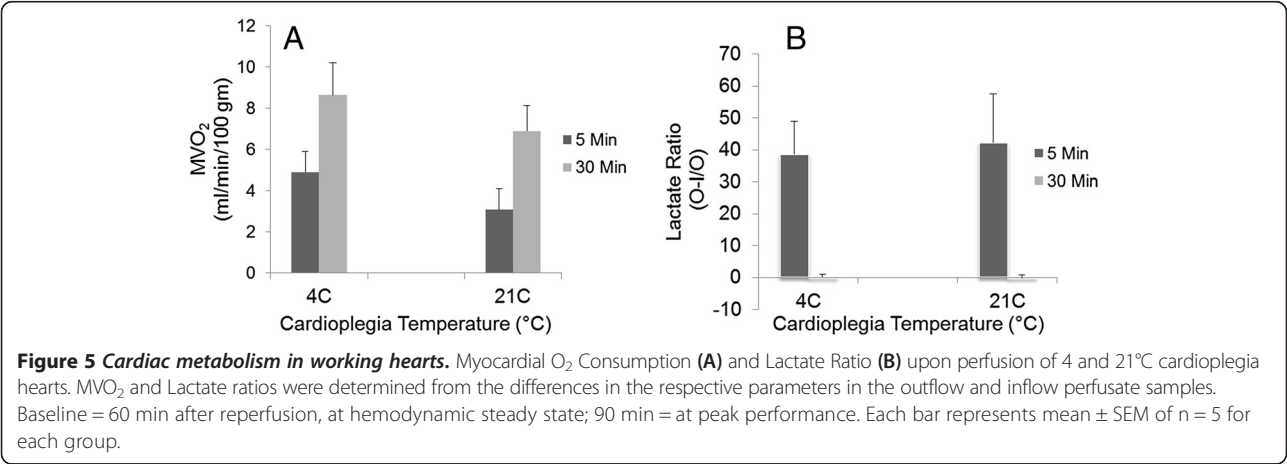 A
12
10
8
6
4
2
0
MVO₂
(ml/min/100 gm)
5 Min
30 Min
4C
21C
Cardioplegia Temperature (°C)
B
70
60
50
40
30
20
10
0
-10
Lactate Ratio
(O-I/O)
5 Min
30 Min
4C
21C
Cardioplegia Temperature (°C)
Figure 5 Cardiac metabolism in working hearts. Myocardial O₂ Consumption (A) and Lactate Ratio (B) upon perfusion of 4 and 21°C cardioplegia
hearts. MVO₂ and Lactate ratios were determined from the differences in the respective parameters in the outflow and inflow perfusate samples.
Baseline = 60 min after reperfusion, at hemodynamic steady state; 90 min = at peak performance. Each bar represents mean ± SEM of n = 5 for
each group.